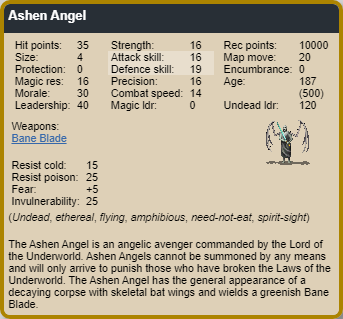 Ashen Angel
Hit points: 35 Strength: 16 Rec points: 10000
Size: 4 Attack skill: 16 Map move: 20
Protection: 0 Defence skill: 19 Encumbrance: 0
Magic res: 16 Precision: 16 Age: 187
Morale: 30 Combat speed: 14 (500)
Leadership: 40 Magic ldr: 0 Undead ldr: 120
Weapons:
Bane Blade
Resist cold: 15
Resist poison: 25
Fear: +5
Invulnerability: 25
(Undead, ethereal, flying, amphibious, need-not-eat, spirit-sight)
The Ashen Angel is an angelic avenger commanded by the Lord of
the Underworld. Ashen Angels cannot be summoned by any means
and will only arrive to punish those who have broken the Laws of
the Underworld. The Ashen Angel has the general appearance of a
decaying corpse with skeletal bat wings and wields a greenish Bane
Blade.